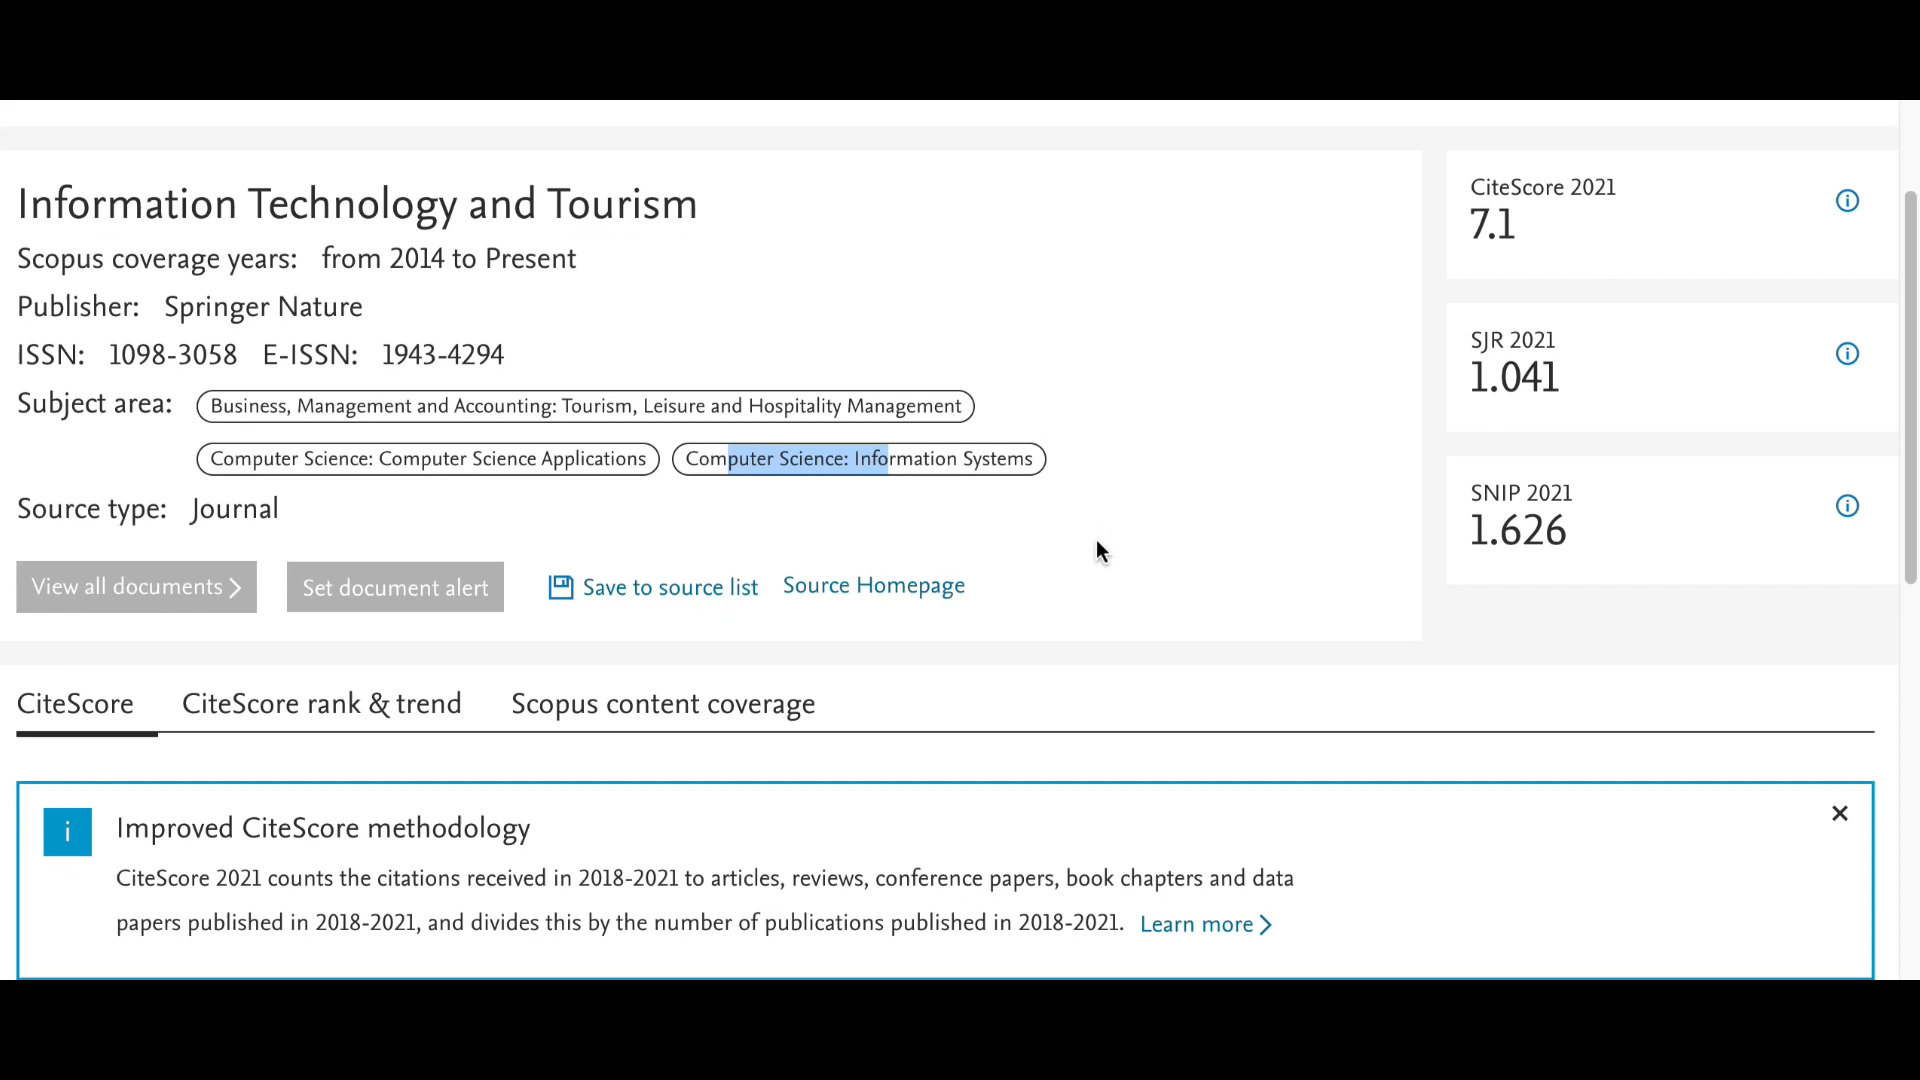 Information Technology and Tourism
Scopus coverage years: from 2014 to Present
Publisher: Springer Nature
ISSN: 1098-3058 E-ISSN: 1943-4294
Subject area: Business, Management and Accounting: Tourism, Leisure and Hospitality Management
Computer Science: Computer Science Applications Computer Science: Information Systems
Source type: Journal
View all documents Set document alert Save to source list Source Homepage
CiteScore 2021
7.1
SJR 2021
1.041
SNIP 2021
1.626
CiteScore CiteScore rank & trend Scopus content coverage
Improved CiteScore methodology
CiteScore 2021 counts the citations received in 2018-2021 to articles, reviews, conference papers, book chapters and data
papers published in 2018-2021, and divides this by the number of publications published in 2018-2021. Learn more